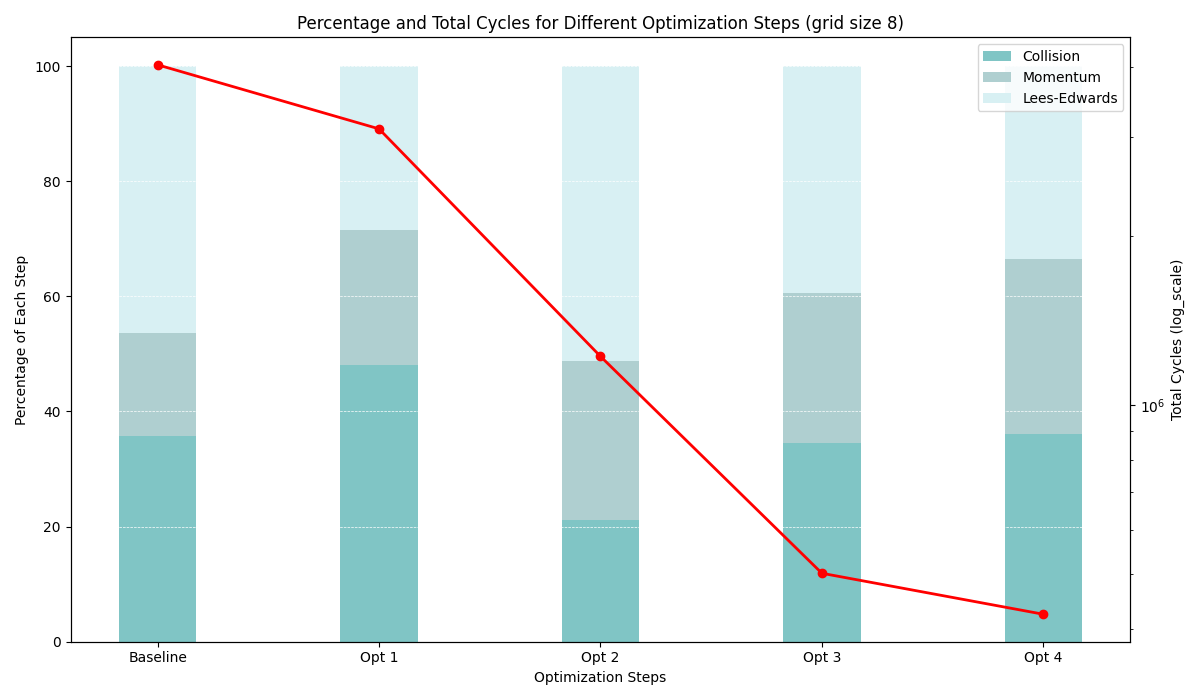 Percentage and Total Cycles for Different Optimization Steps (grid size 8)
Collision
Momentum
Lees-Edwards
100
80
60
40
20
0
Percentage of Each Step
10⁶
Total Cycles (log_scale)
Baseline
Opt 1
Opt 2
Opt 3
Opt 4
Optimization Steps